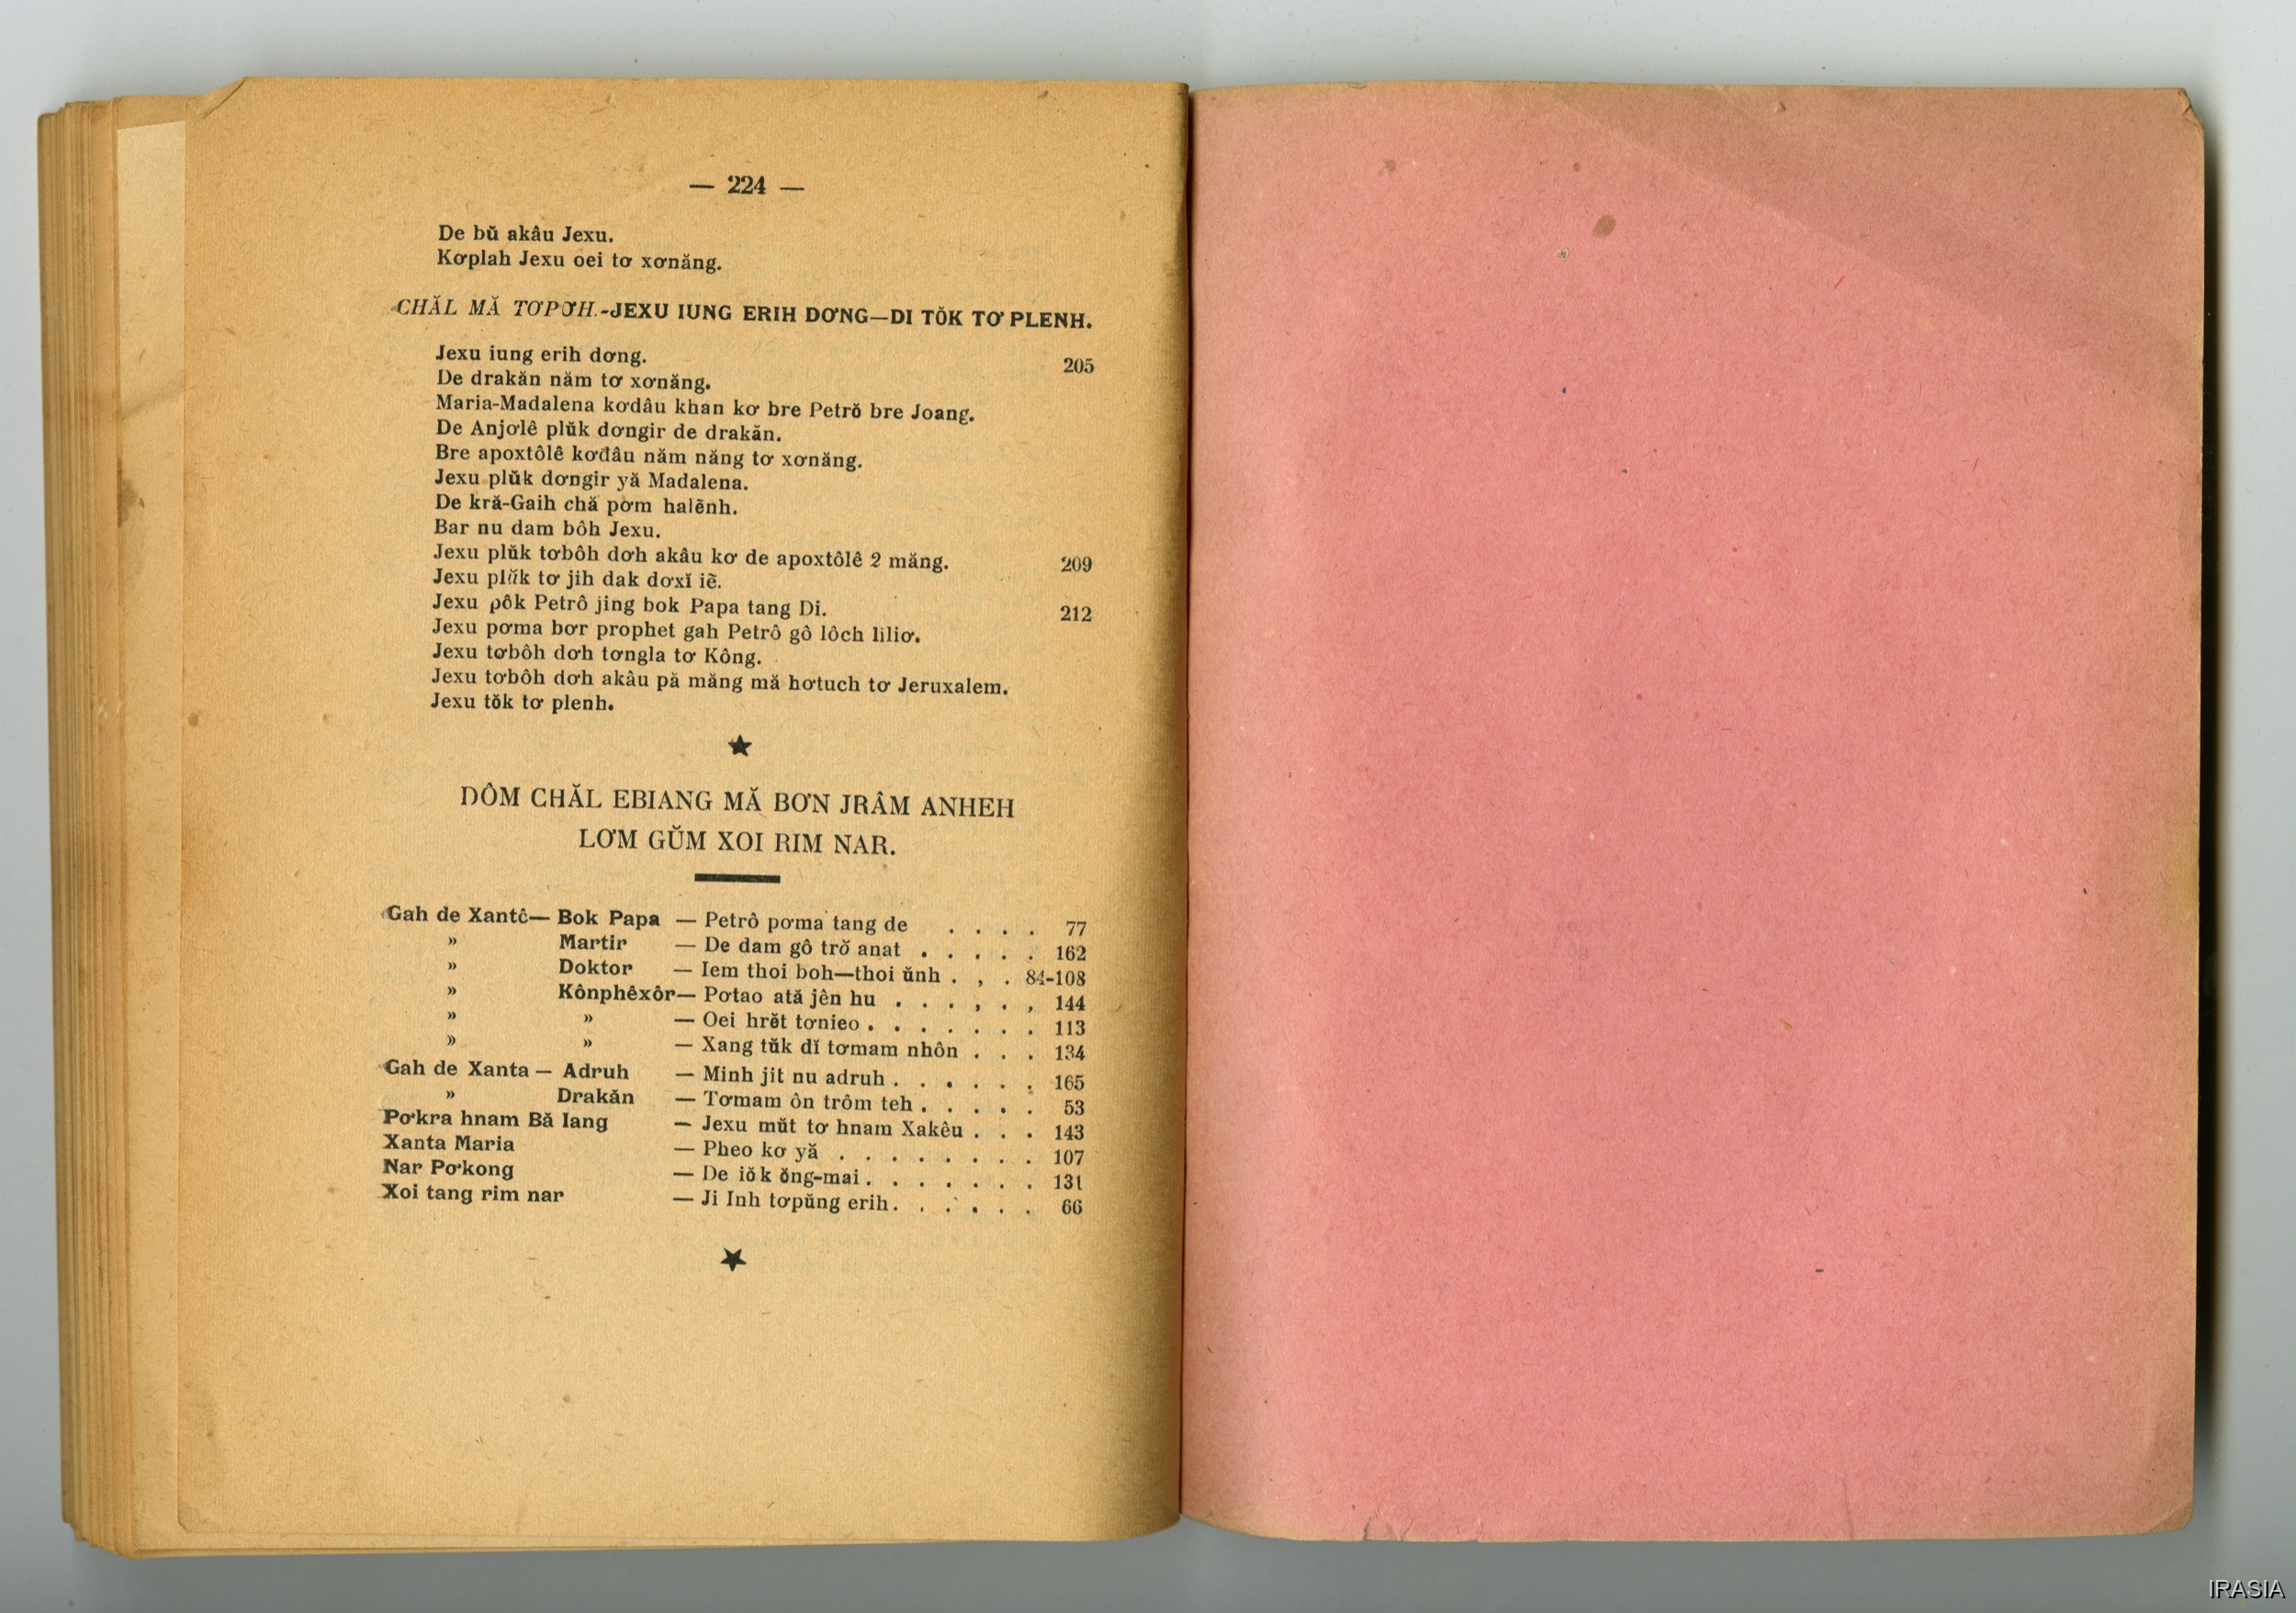 — 224 —
De bŭ akâu Jexu.
Kơplah Jexu oei tơ xơnăng.
CHĂL MĂ TƠPƠ̆H.-JEXU IUNG ERIH DƠNG—DI TŎK TƠ PLENH.
Jexu iung erih dơng. 205
De drakăn năm tơ xơnăng.
Maria-Madalena kơdâu khan kơ bre Petrŏ bre Joang.
De Anjơlê plŭk dơngir de drakăn.
Bre apoxtôlê kơđâu năm năng tơ xơnăng.
Jexu plŭk dơngir yă Madalena.
De kră-Gaih chă pơm halĕnh.
Bar nu dam bôh Jexu.
Jexu plŭk tơbôh dơh akâu kơ de apoxtôlê 2 măng. 209
Jexu plŭk tơ jih dak dơxĭ iĕ.
Jexu pôk Petrô jing bok Papa tang Di. 212
Jexu pơma bơr prophet gah Petrô gô lôch liliơ.
Jexu tơbôh dơh tơngla tơ Kông.
Jexu tơbôh dơh akâu pă măng mă hơtuch tơ Jeruxalem.
Jexu tŏk tơ plenh.
DÔM CHĂL EBIANG MĂ BƠN JRÂM ANHEH
LƠM GŬM XOI RIM NAR.
Gah de Xantê— Bok Papa — Petrô pơma tang de . . . . 77
» Martir — De dam gô trŏ anat . . . . . 162
» Doktor — Iem thoi boh—thoi ŭnh . , . 84-108
» Kônphêxôr— Pơtao ată jên hu . . . , . , 144
» » — Oei hrĕt tơnieo . . . . . . . 113
» » — Xang tŭk dĭ tơmam nhôn . . . 134
Gah de Xanta — Adruh — Minh jit nu adruh . . . . . . 165
» Drakăn — Tơmam ôn trôm teh . . . . . 53
Pơkra hnam Bă Iang — Jexu mŭt tơ hnam Xakêu . . . 143
Xanta Maria — Pheo kơ yă . . . . . . . . 107
Nar Pơkong — De iŏk ŏng-mai . . . . . . . 131
Xoi tang rim nar — Ji Inh tơpŭng erih . . . . . . 66
IRASIA